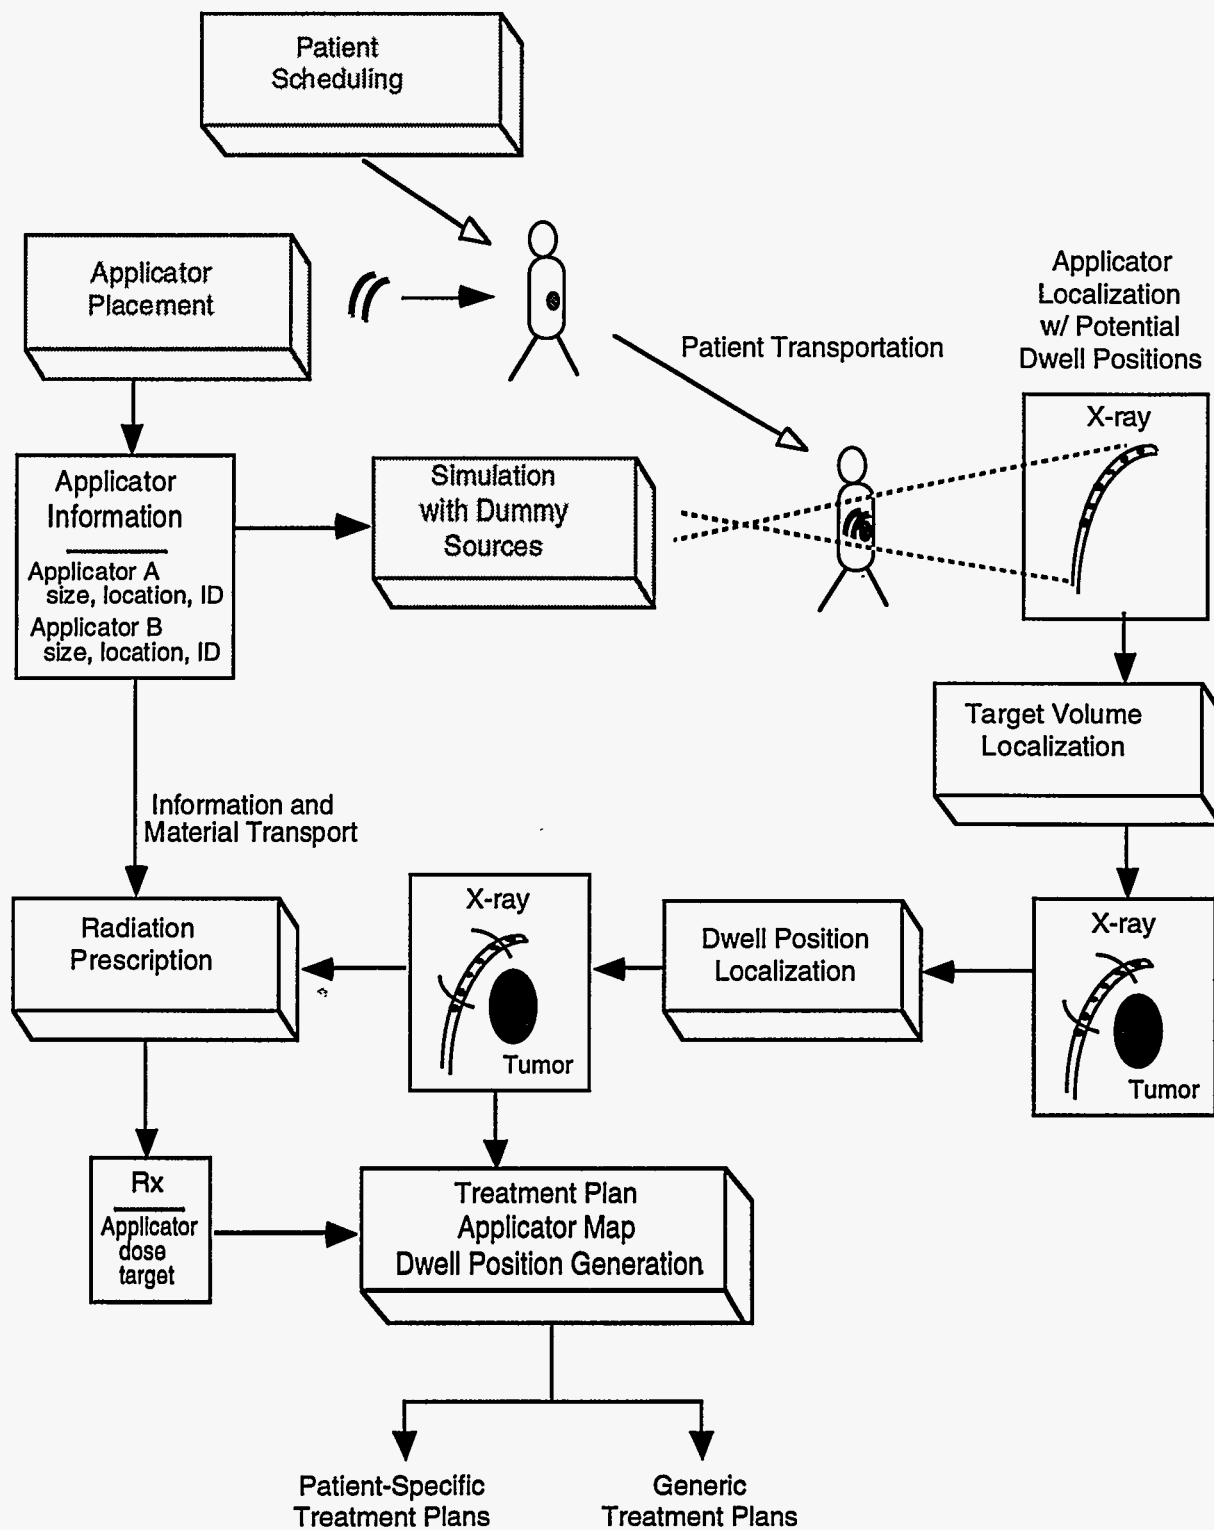 Patient
Scheduling
Applicator
Placement
Applicator
Localization
w/ Potential
Dwell Positions
Patient Transportation
X-ray
Applicator
Information
Applicator A
size, location, ID
Applicator B
size, location, ID
Simulation
with Dummy
Sources
Target Volume
Localization
Information and
Material Transport
Radiation
Prescription
X-ray
Tumor
Dwell Position
Localization
X-ray
Tumor
Rx
Applicator
dose
target
Treatment Plan
Applicator Map
Dwell Position Generation
Patient-Specific
Treatment Plans
Generic
Treatment Plans